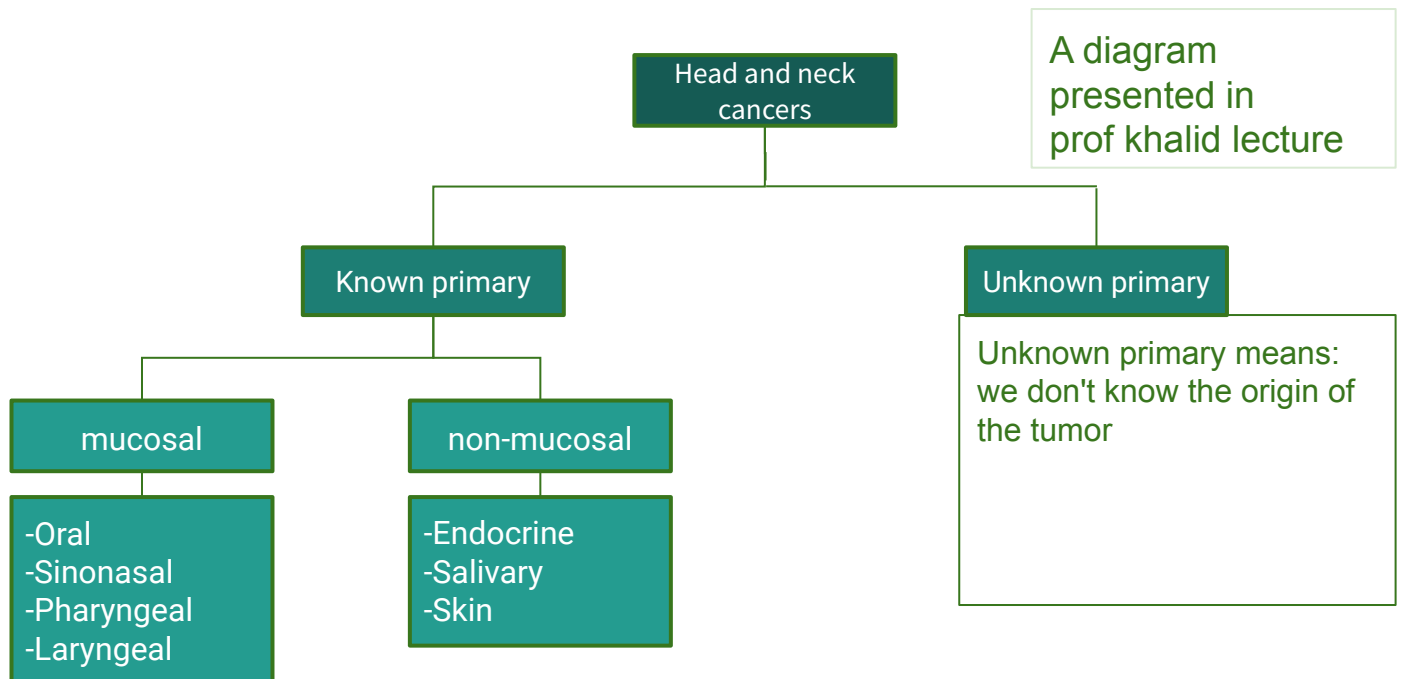 Head and neck
cancers
A diagram
presented in
prof khalid lecture
Known primary
Unknown primary
Unknown primary means:
we don't know the origin of
the tumor
mucosal
non-mucosal
-Oral
-Sinonasal
-Pharyngeal
-Laryngeal
-Endocrine
-Salivary
-Skin